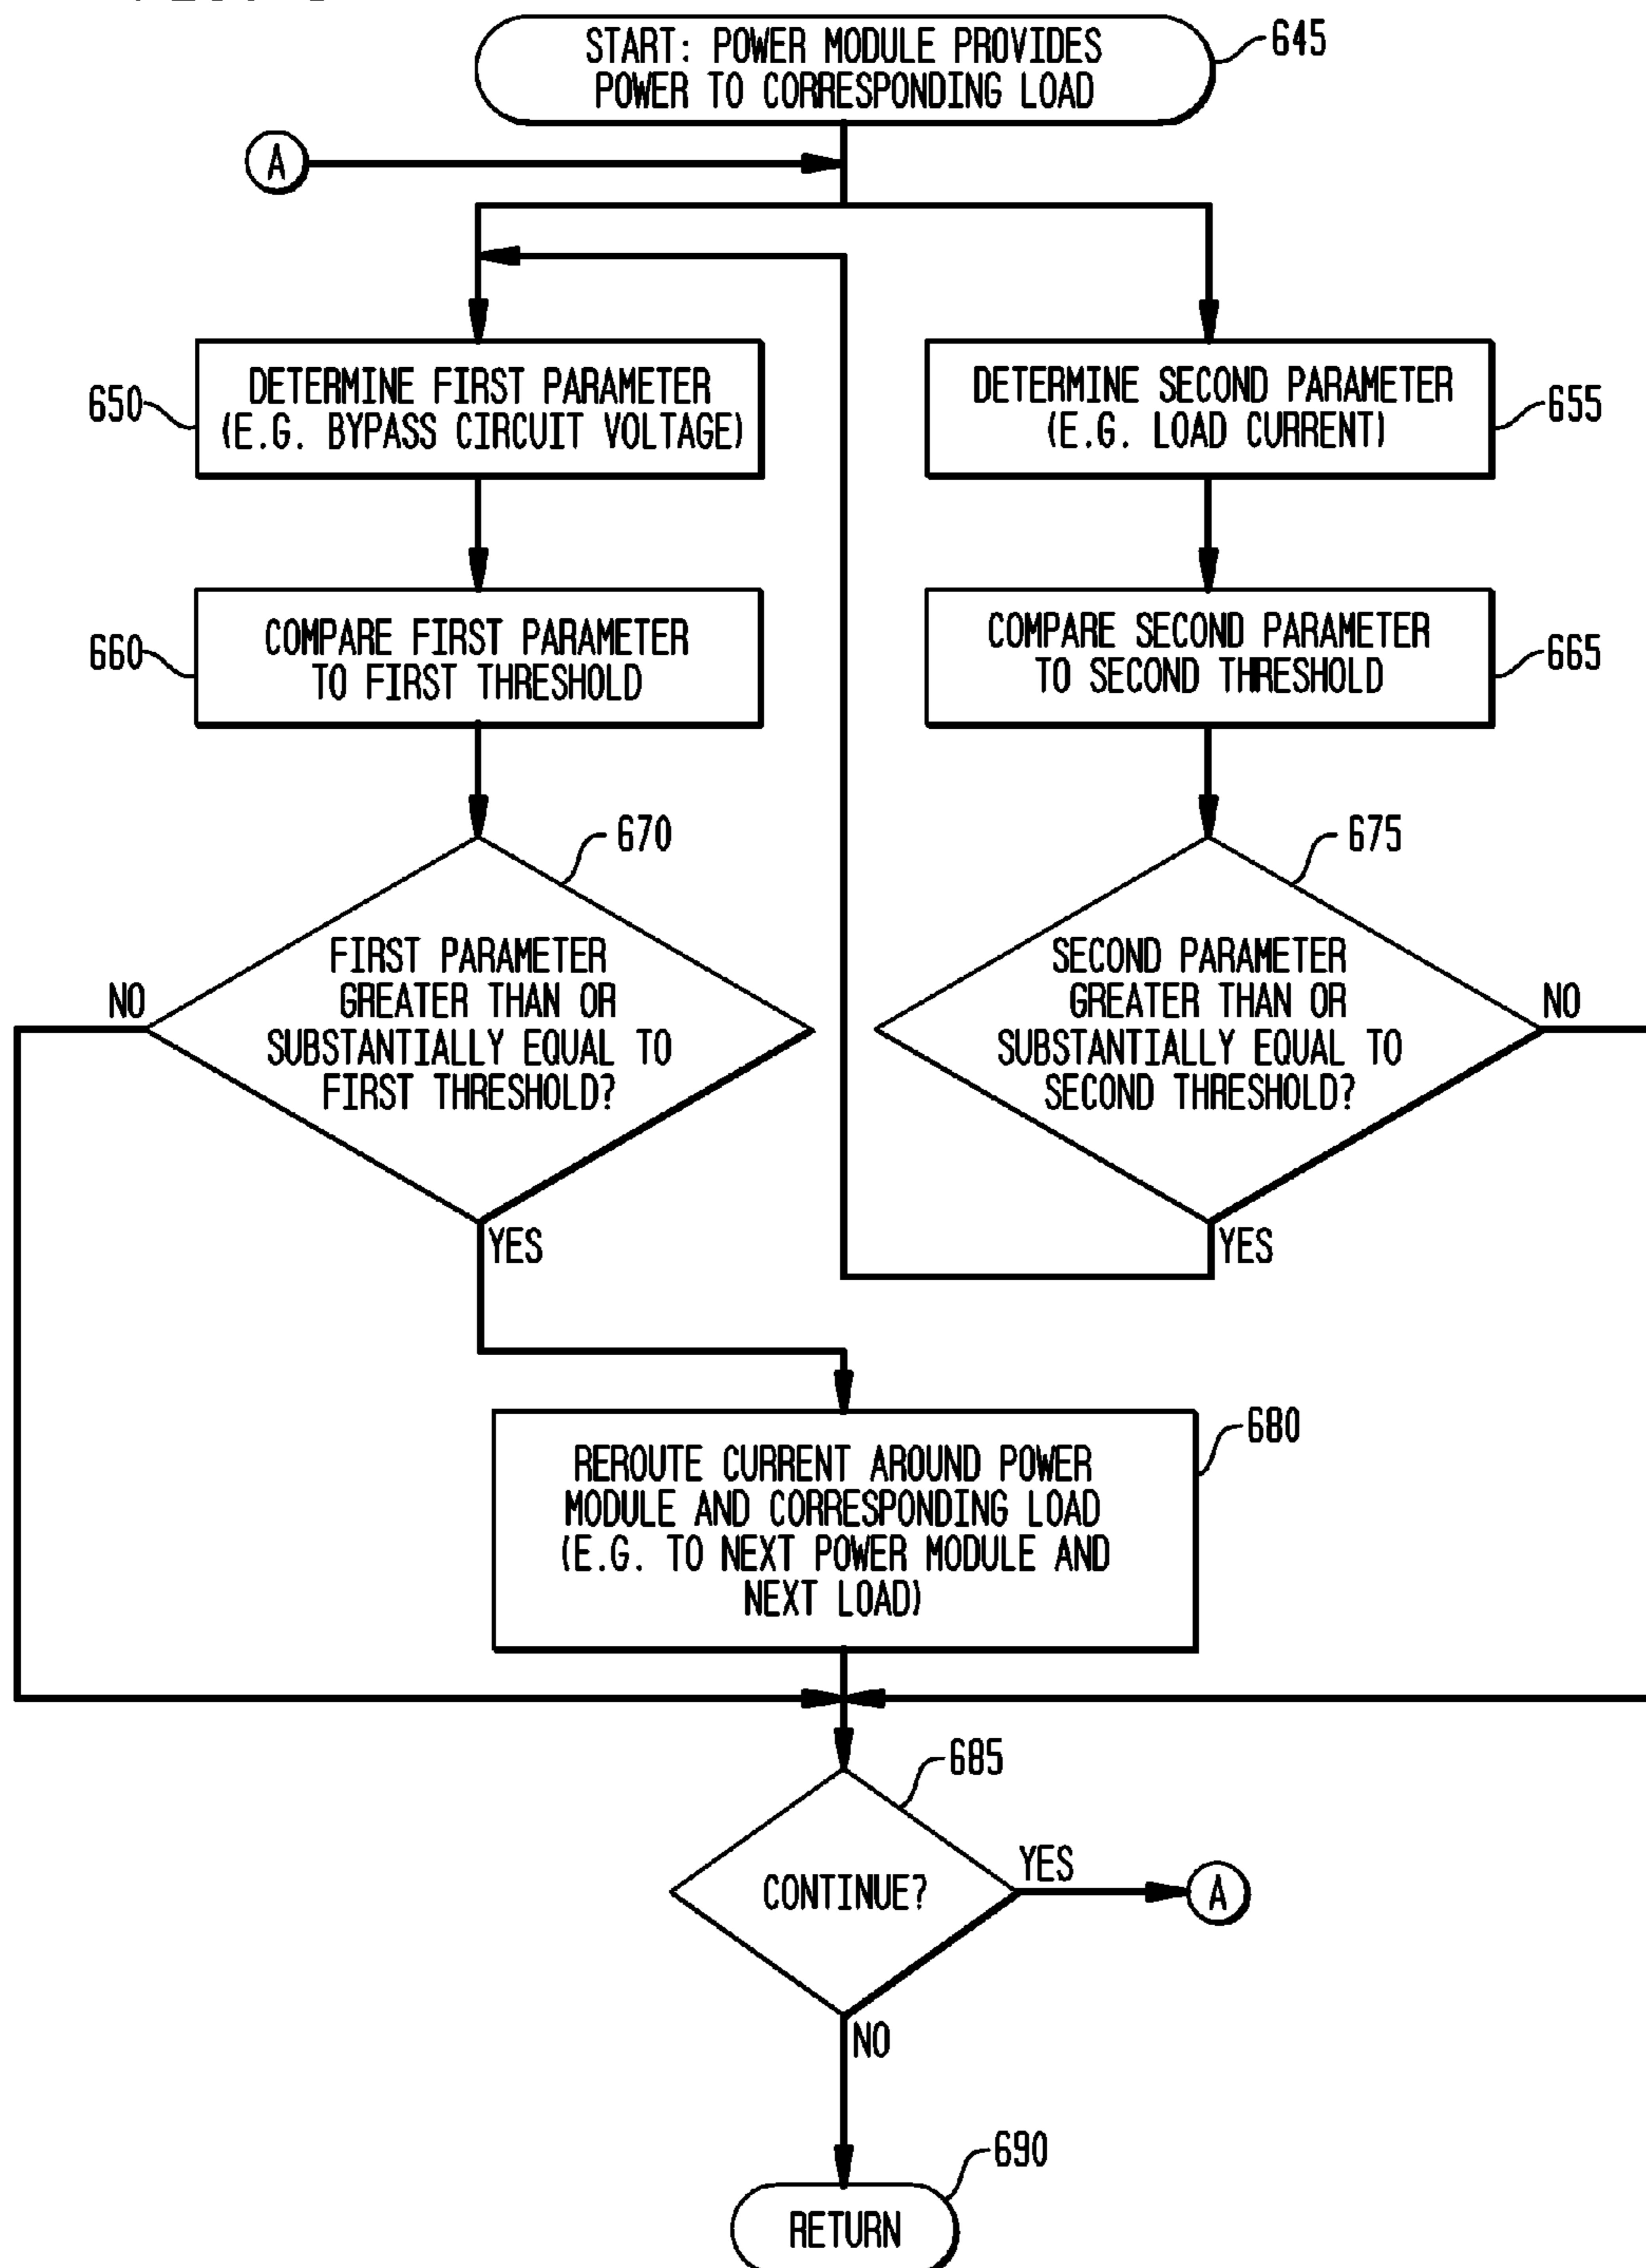 START: POWER MODULE PROVIDES
POWER TO CORRESPONDING LOAD
645
A
DETERMINE FIRST PARAMETER
(E.G. BYPASS CIRCUIT VOLTAGE)
650
DETERMINE SECOND PARAMETER
(E.G. LOAD CURRENT)
655
COMPARE FIRST PARAMETER
TO FIRST THRESHOLD
660
COMPARE SECOND PARAMETER
TO SECOND THRESHOLD
665
670
FIRST PARAMETER
GREATER THAN OR
SUBSTANTIALLY EQUAL TO
FIRST THRESHOLD?
NO
YES
675
SECOND PARAMETER
GREATER THAN OR
SUBSTANTIALLY EQUAL TO
SECOND THRESHOLD?
NO
YES
REROUTE CURRENT AROUND POWER
MODULE AND CORRESPONDING LOAD
(E.G. TO NEXT POWER MODULE AND
NEXT LOAD)
680
685
CONTINUE?
YES
A
NO
690
RETURN